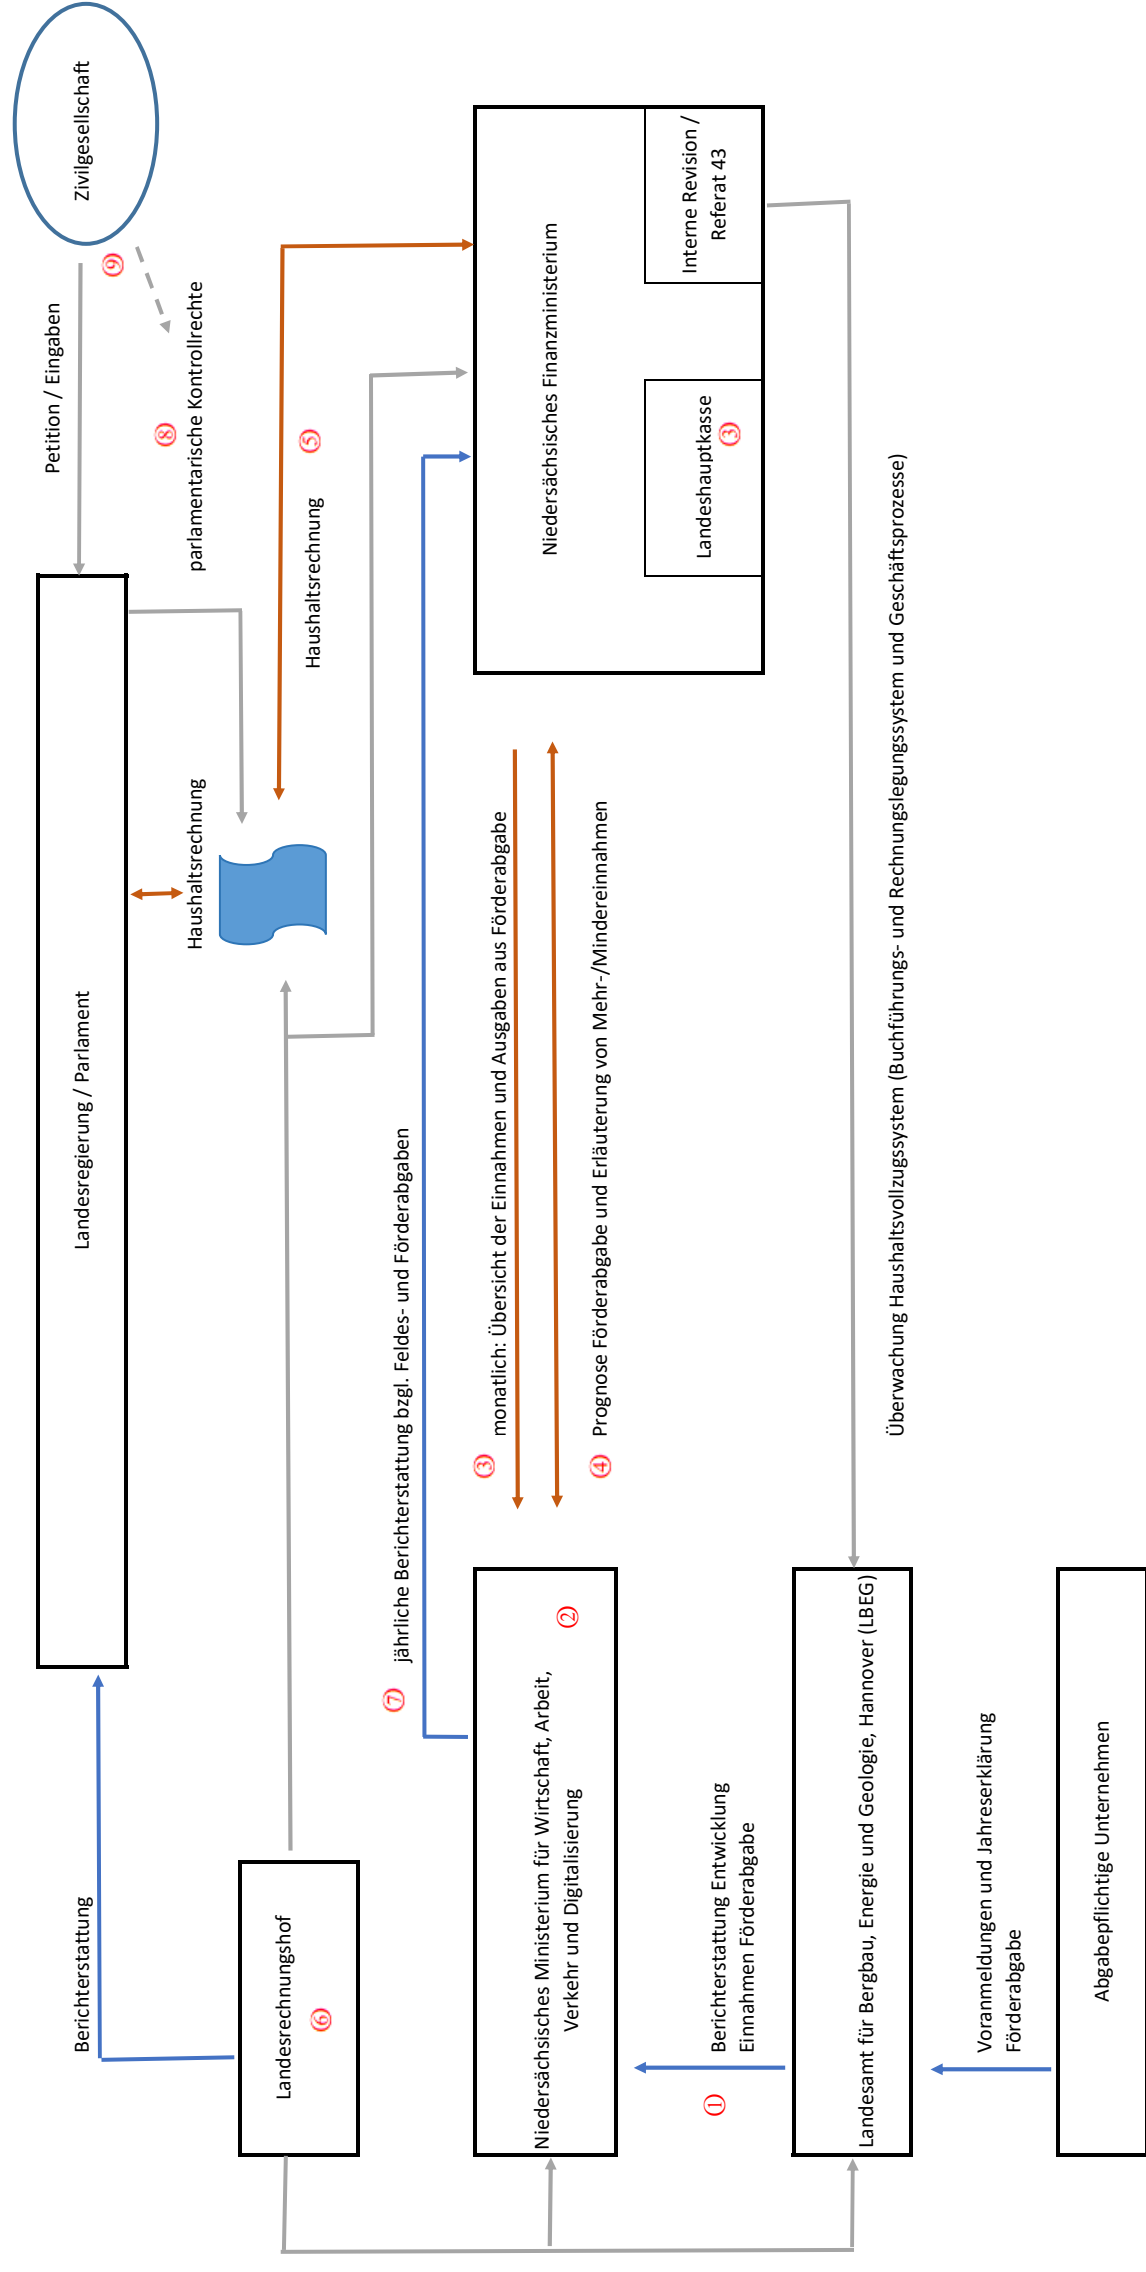 Zivilgesellschaft
⑨
Petition / Eingaben
⑧
parlamentarische Kontrollrechte
Landesregierung / Parlament
Haushaltsrechnung
⑤
Haushaltsrechnung
Berichterstattung
Landesrechnungshof
⑥
⑦
jährliche Berichterstattung bzgl. Feldes- und Förderabgaben
③
monatlich: Übersicht der Einnahmen und Ausgaben aus Förderabgabe
④
Prognose Förderabgabe und Erläuterung von Mehr-/Mindereinnahmen
Niedersächsisches Finanzministerium
Landeshauptkasse
③
Interne Revision /
Referat 43
Niedersächsisches Ministerium für Wirtschaft, Arbeit,
Verkehr und Digitalisierung
②
①
Berichterstattung Entwicklung
Einnahmen Förderabgabe
Überwachung Haushaltsvollzugssystem (Buchführungs- und Rechnungslegungssystem und Geschäftsprozesse)
Landesamt für Bergbau, Energie und Geologie, Hannover (LBEG)
Voranmeldungen und Jahreserklärung
Förderabgabe
Abgabepflichtige Unternehmen